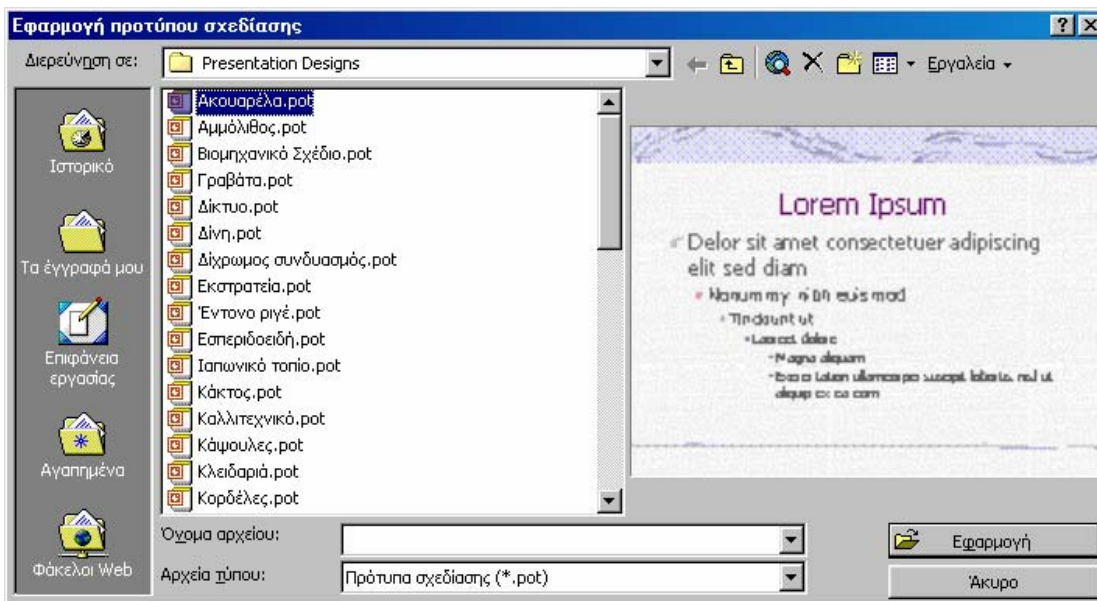 Εφαρμογή προτύπου σχεδίασης
Διερεύνηση σε:
Presentation Designs
Εργαλεία
Ιστορικό
Τα έγγραφά μου
Επιφάνεια
εργασίας
Αγαπημένα
Φάκελοι Web
Ακουαρέλα.pot
Αμμόλιθος.pot
Βιομηχανικό Σχέδιο.pot
Γραβάτα.pot
Δίκτυο.pot
Δίνη.pot
Δίχρωμος συνδυασμός.pot
Εκστρατεία.pot
Έντονο ριγέ.pot
Εσπεριδοειδή.pot
Ιαπωνικό τοπίο.pot
Κάκτος.pot
Καλλιτεχνικό.pot
Κάψουλες.pot
Κλειδαριά.pot
Κορδέλες.pot
Lorem Ipsum
Delor sit amet consectetuer adipiscing
elit sed diam
Magna aliquam
Όνομα αρχείου:
Αρχεία τύπου:
Πρότυπα σχεδίασης (*.pot)
Εφαρμογή
Άκυρο